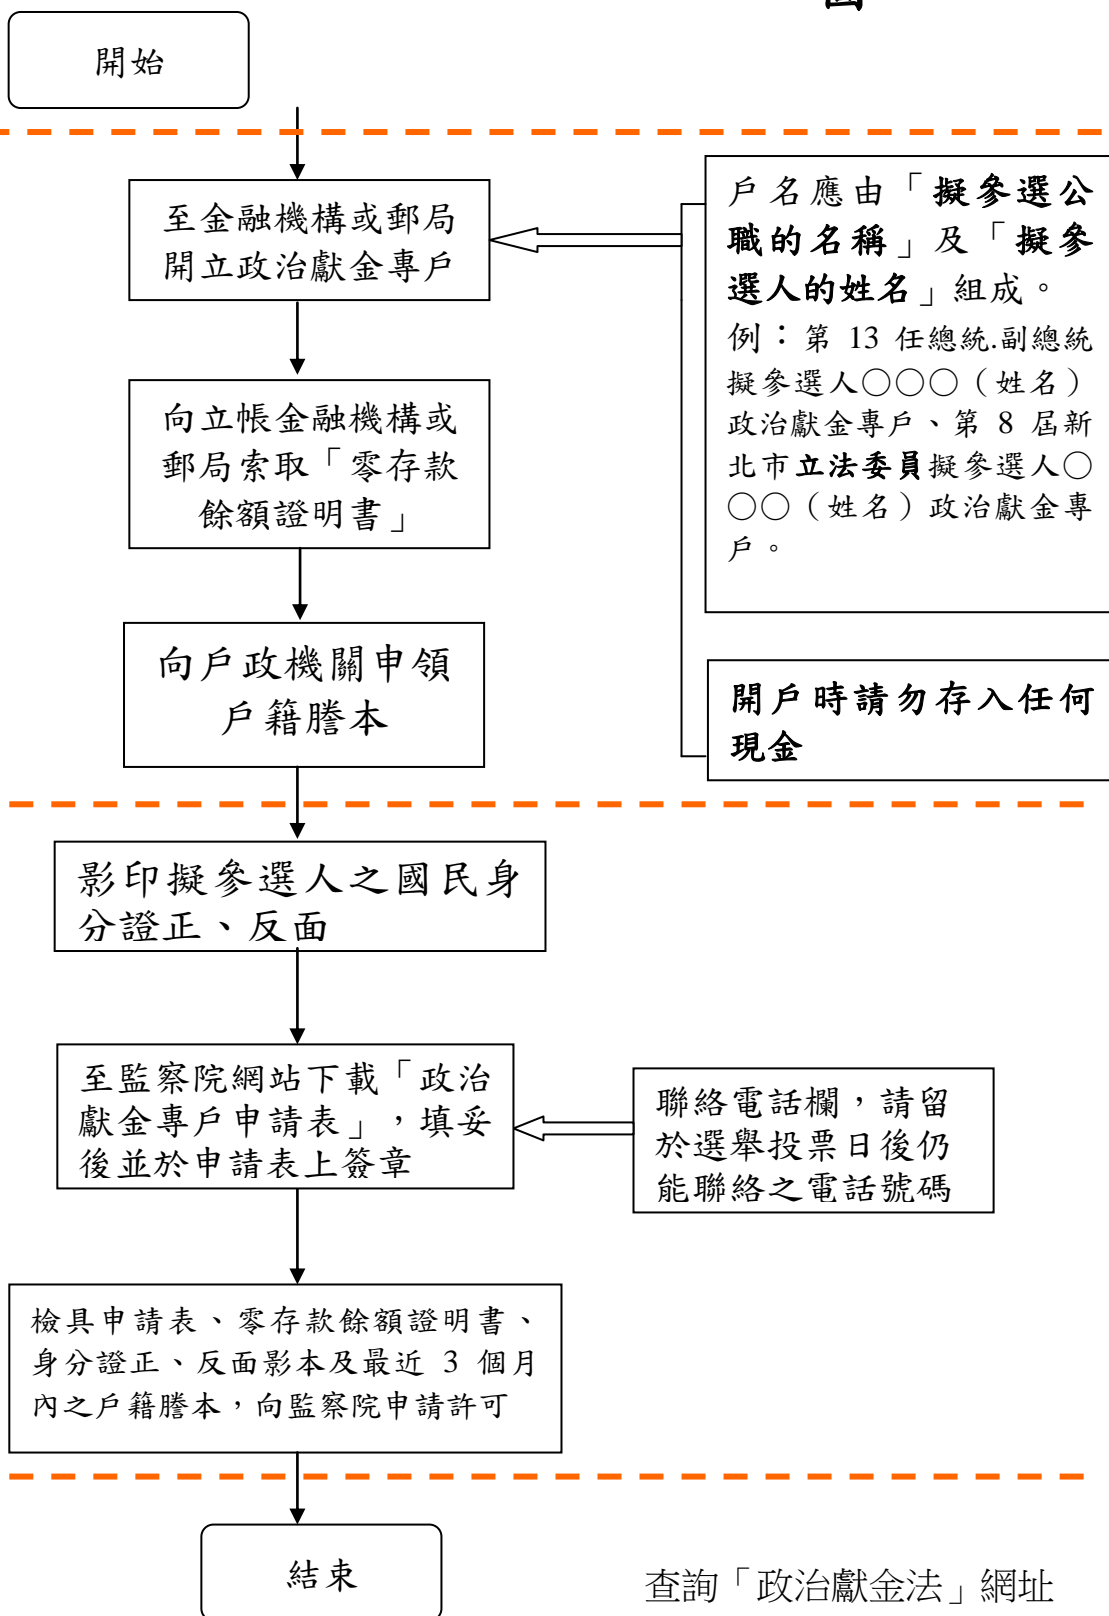 圖
開始
至金融機構或郵局
開立政治獻金專戶
戶名應由「擬參選公
職的名稱」及「擬參
選人的姓名」組成。
例：第 13 任總統.副總統
擬參選人○○○（姓名）
政治獻金專戶、第 8 屆新
北市立法委員擬參選人○
○○（姓名）政治獻金專
戶。
向立帳金融機構或
郵局索取「零存款
餘額證明書」
向戶政機關申領
戶籍謄本
開戶時請勿存入任何
現金
影印擬參選人之國民身
分證正、反面
至監察院網站下載「政治
獻金專戶申請表」，填妥
後並於申請表上簽章
聯絡電話欄，請留
於選舉投票日後仍
能聯絡之電話號碼
檢具申請表、零存款餘額證明書、
身分證正、反面影本及最近 3 個月
內之戶籍謄本，向監察院申請許可
結束
查詢「政治獻金法」網址